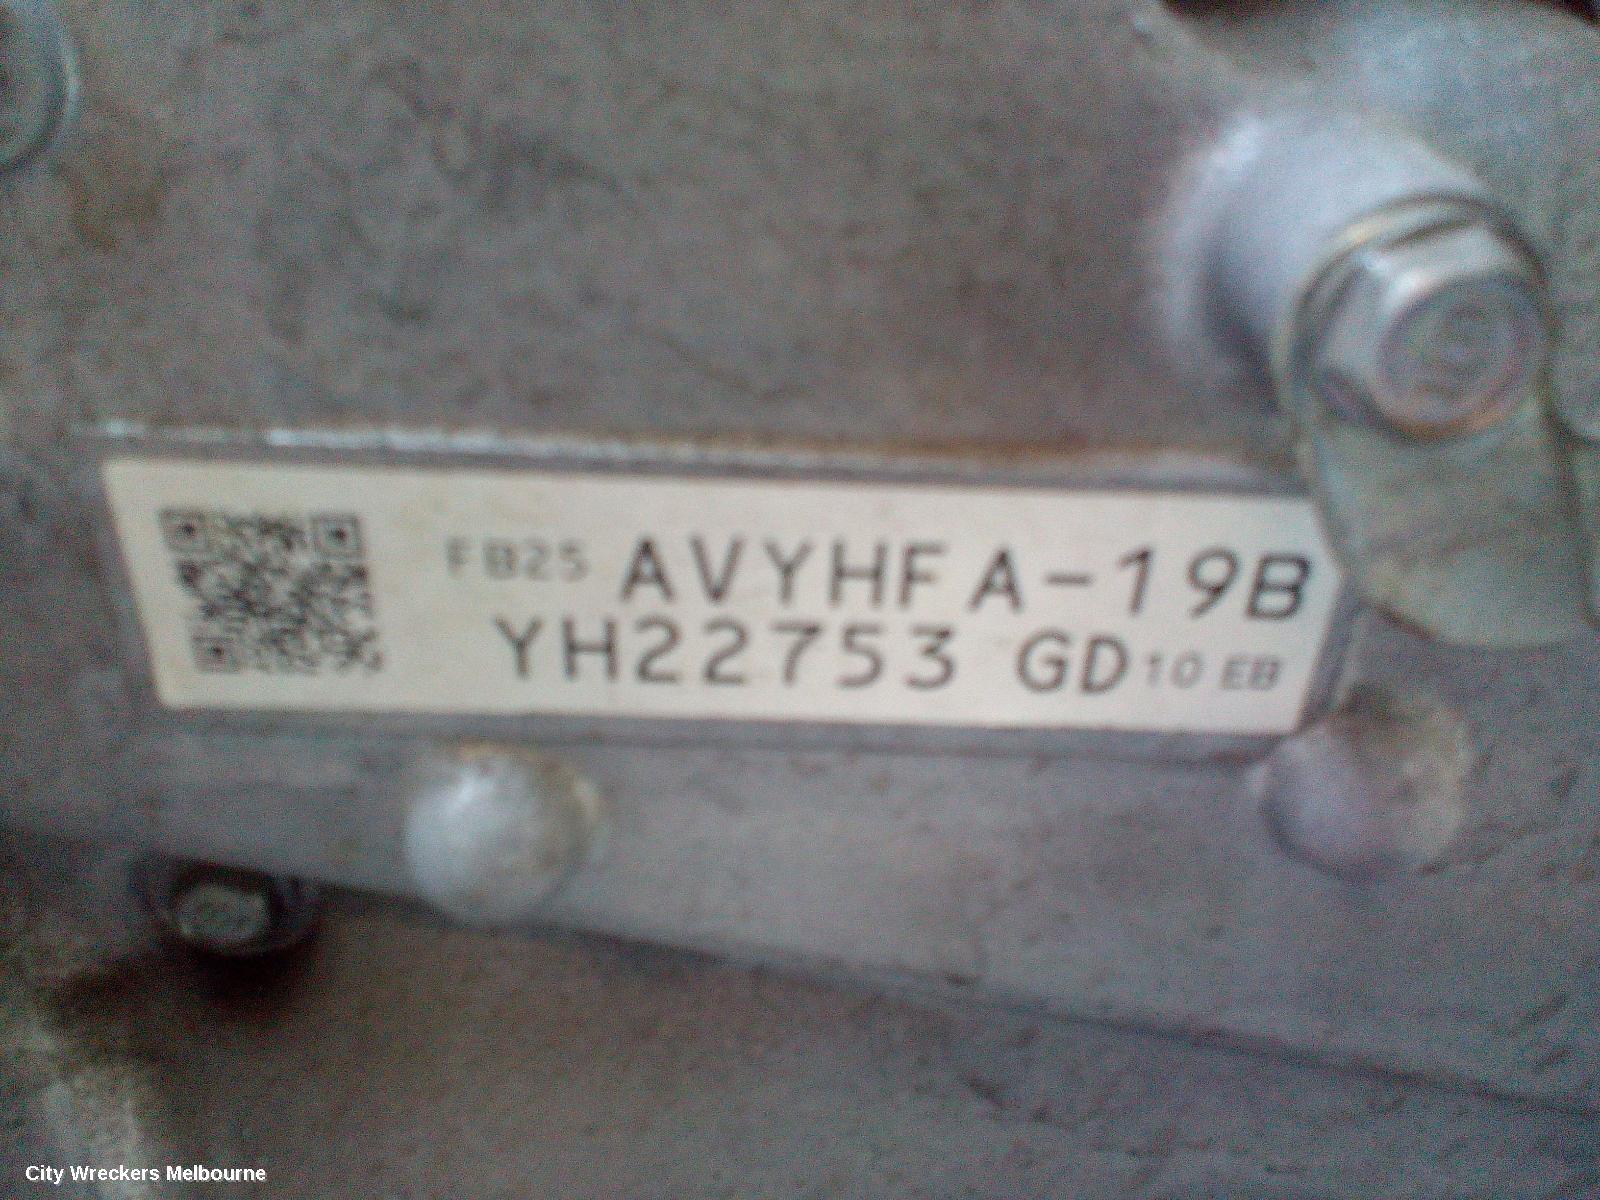 FB25 AVYHFA-19B
YH22753 GD 10 EB
City Wreckers Melbourne